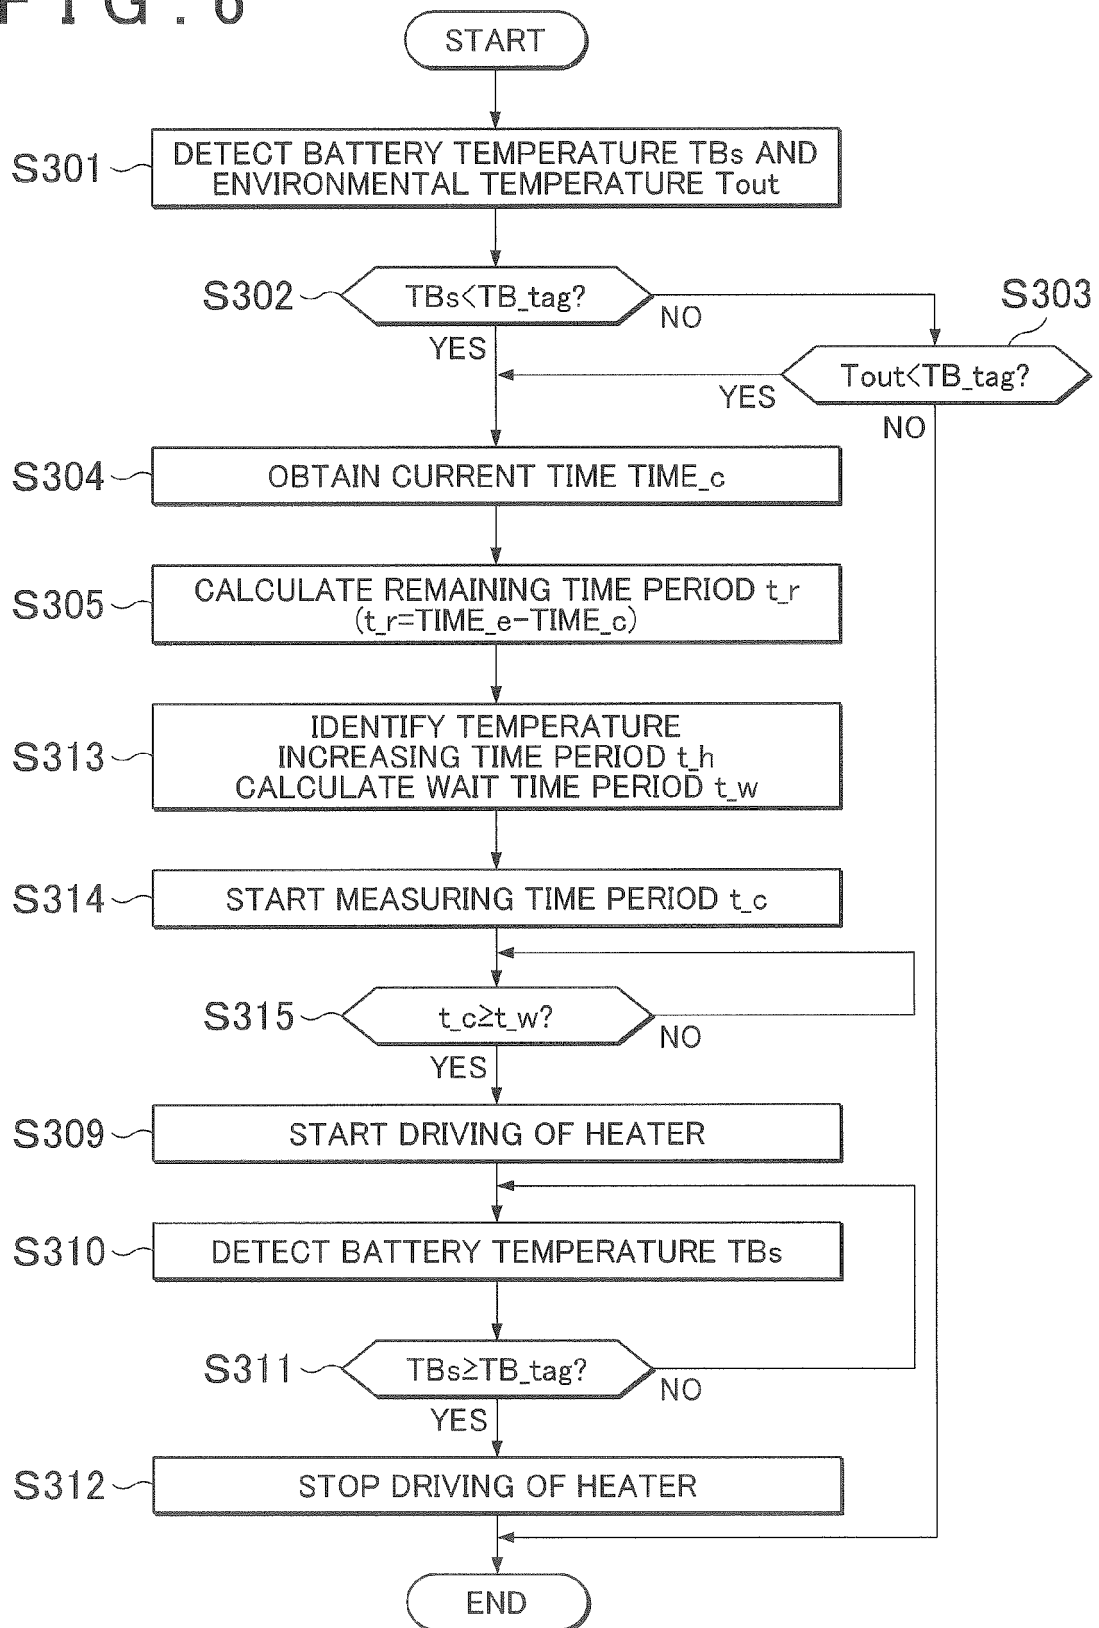 FIG. 6
START
S301
DETECT BATTERY TEMPERATURE TBs AND
ENVIRONMENTAL TEMPERATURE Tout
S302
TBs<TB_tag?
NO
YES
S303
Tout<TB_tag?
YES
NO
S304
OBTAIN CURRENT TIME TIME_c
S305
CALCULATE REMAINING TIME PERIOD t_r
(t_r=TIME_e-TIME_c)
S313
IDENTIFY TEMPERATURE
INCREASING TIME PERIOD t_h
CALCULATE WAIT TIME PERIOD t_w
S314
START MEASURING TIME PERIOD t_c
S315
t_c≥t_w?
NO
YES
S309
START DRIVING OF HEATER
S310
DETECT BATTERY TEMPERATURE TBs
S311
TBs≥TB_tag?
NO
YES
S312
STOP DRIVING OF HEATER
END